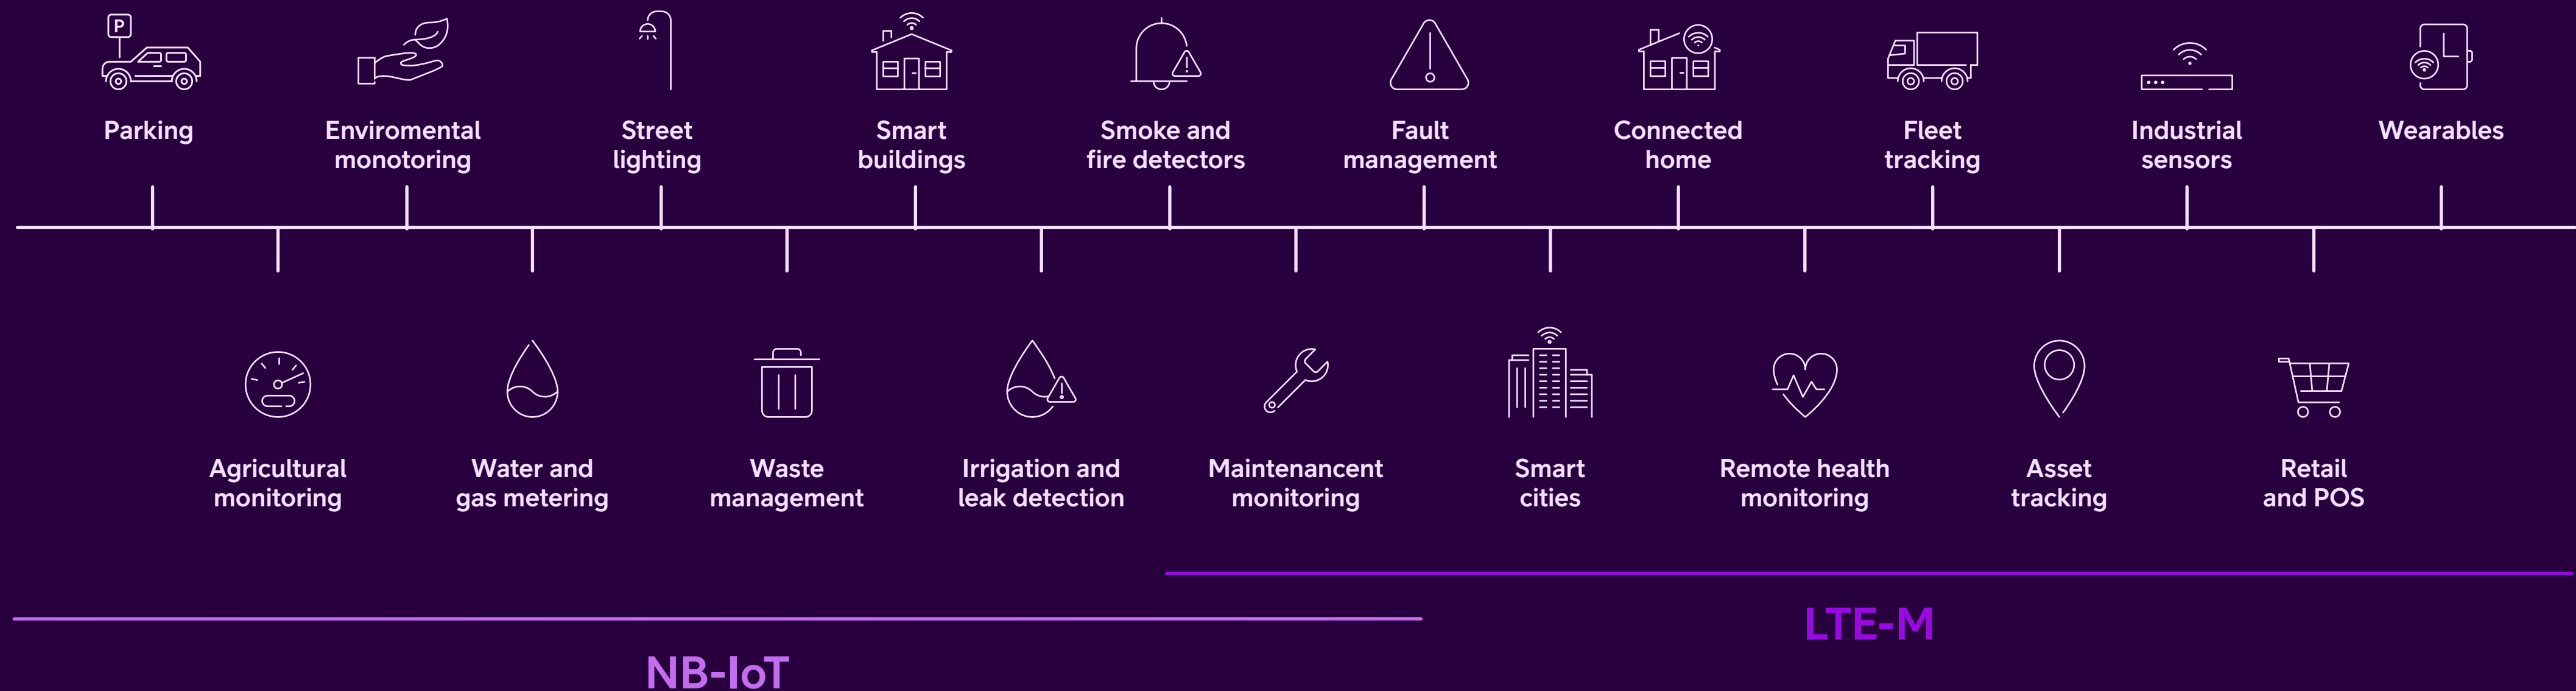 P
Parking
Enviromental
monotoring
Street
lighting
Smart
buildings
Smoke and
fire detectors
Fault
management
Connected
home
Fleet
tracking
Industrial
sensors
Wearables
Agricultural
monitoring
Water and
gas metering
Waste
management
Irrigation and
leak detection
Maintenancent
monitoring
Smart
cities
Remote health
monitoring
Asset
tracking
Retail
and POS
LTE-M
NB-IoT